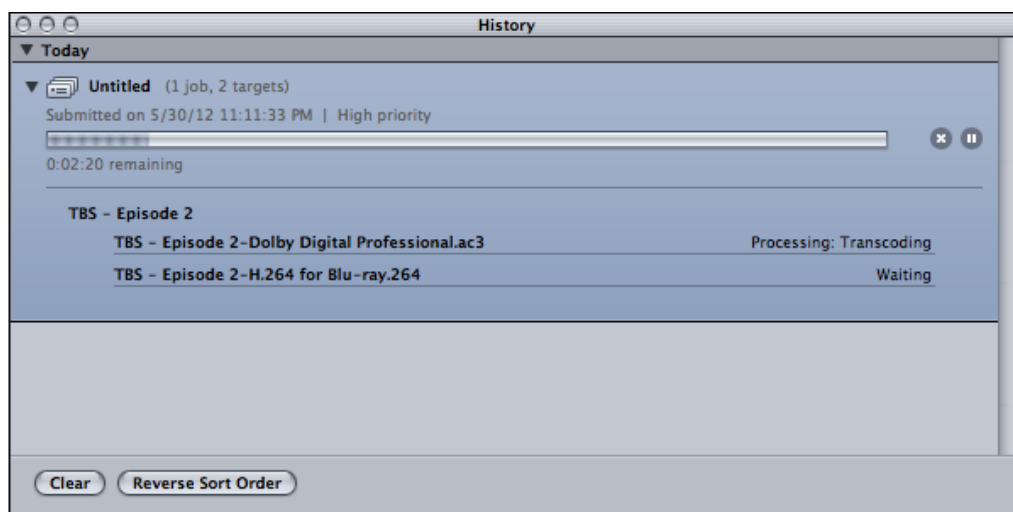 History
Today
Untitled (1 job, 2 targets)
Submitted on 5/30/12 11:11:33 PM | High priority
0:02:20 remaining
TBS - Episode 2
TBS - Episode 2-Dolby Digital Professional.ac3 Processing: Transcoding
TBS - Episode 2-H.264 for Blu-ray.264 Waiting
Clear Reverse Sort Order